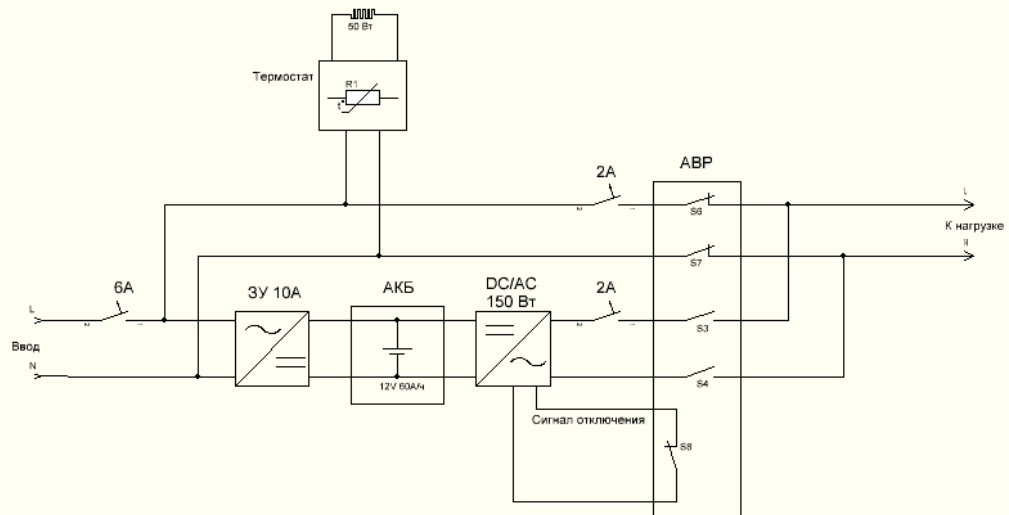 50 Вт
Термостат
R1
t°
АВР
2А
S6
L
К нагрузке
N
S7
6А
ЗУ 10А
АКБ
DC/AC
150 Вт
2А
L
S3
Ввод
N
12V 60А/ч
S4
Сигнал отключения
S8